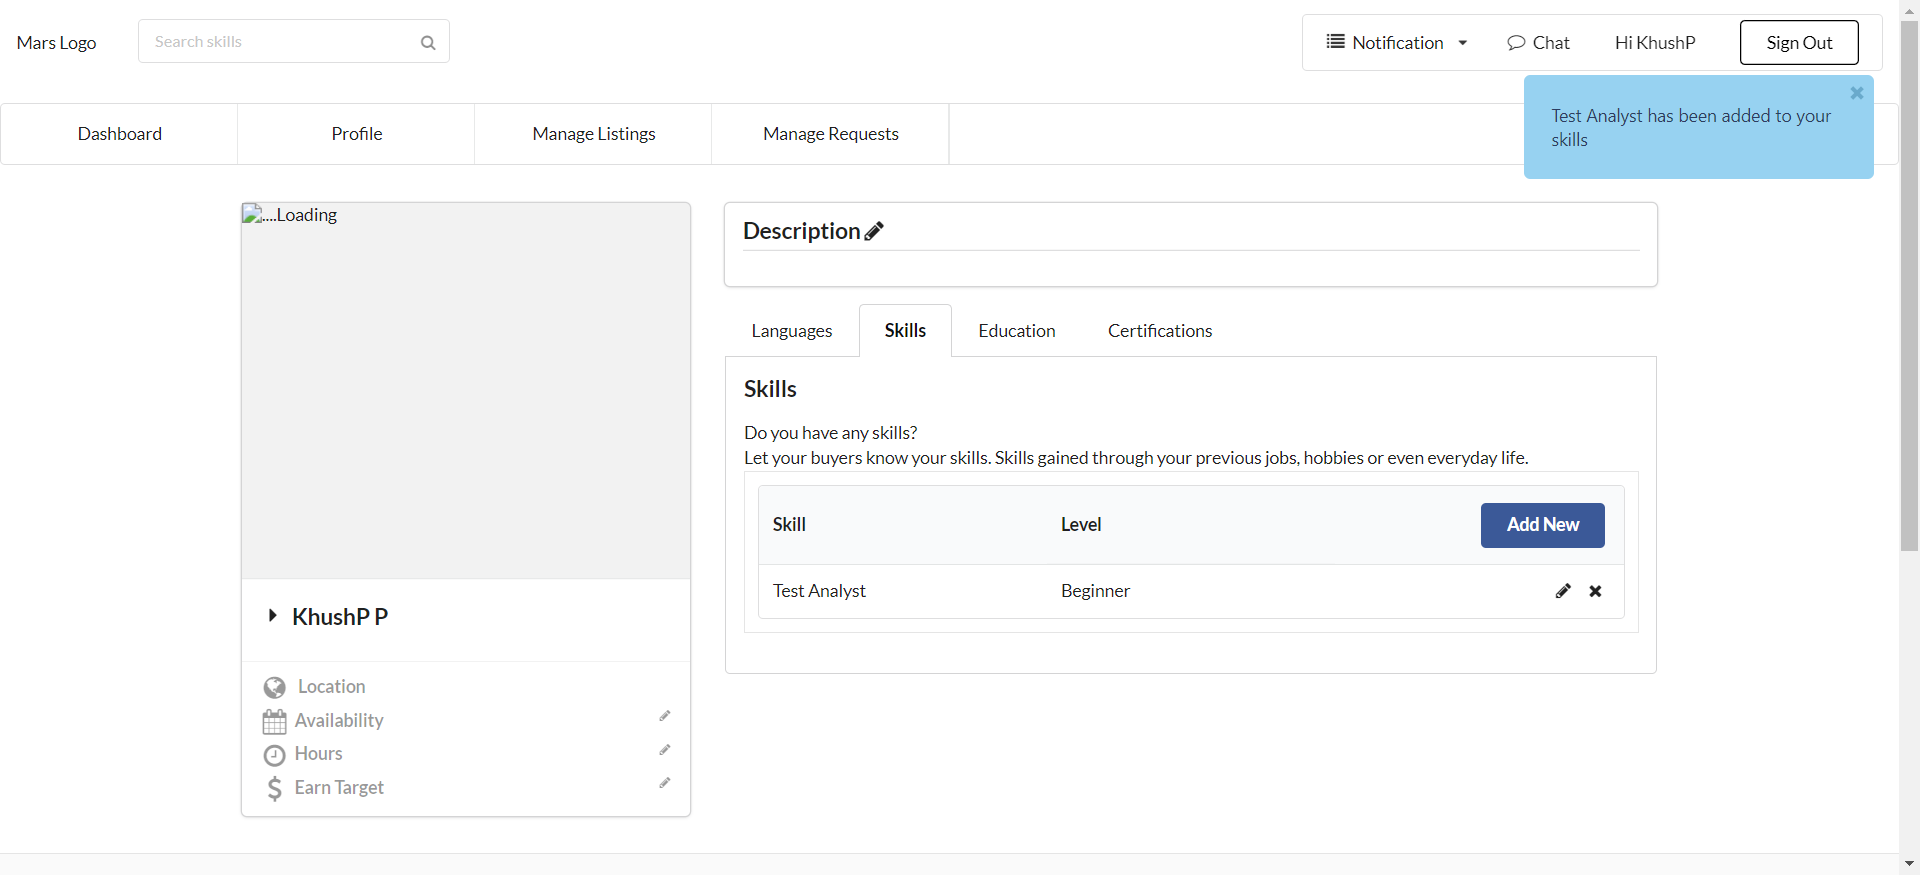 Mars Logo
Search skills
Notification
Chat
Hi KhushP
Sign Out
Test Analyst has been added to your
skills
Dashboard
Profile
Manage Listings
Manage Requests
....Loading
KhushP P
Location
Availability
Hours
Earn Target
Description
Languages
Skills
Education
Certifications
Skills
Do you have any skills?
Let your buyers know your skills. Skills gained through your previous jobs, hobbies or even everyday life.
Skill Level Add New
Test Analyst Beginner